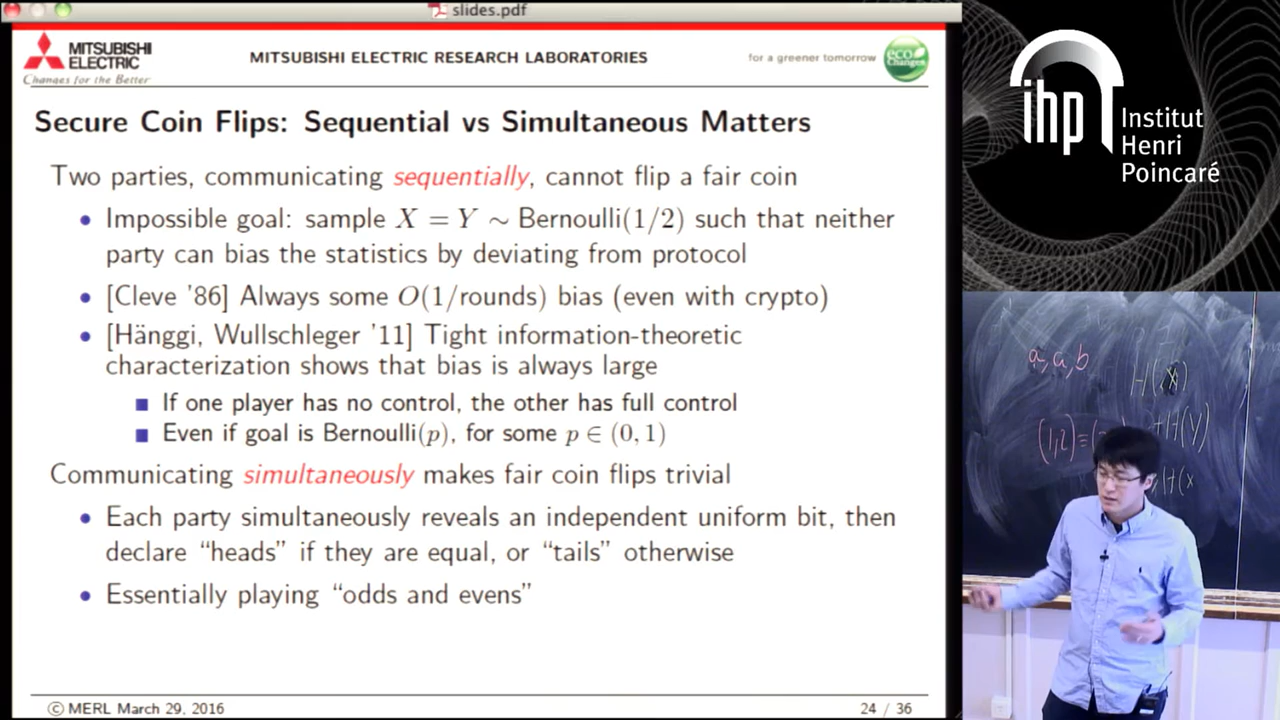 slides.pdf
MITSUBISHI ELECTRIC
Changes for the Better
MITSUBISHI ELECTRIC RESEARCH LABORATORIES
for a greener tomorrow
eco Changes
Secure Coin Flips: Sequential vs Simultaneous Matters
Two parties, communicating sequentially, cannot flip a fair coin
• Impossible goal: sample X = Y ∼ Bernoulli(1/2) such that neither
party can bias the statistics by deviating from protocol
• [Cleve '86] Always some O(1/rounds) bias (even with crypto)
• [Hänggi, Wullschleger '11] Tight information-theoretic
characterization shows that bias is always large
■ If one player has no control, the other has full control
■ Even if goal is Bernoulli(p), for some p ∈ (0, 1)
Communicating simultaneously makes fair coin flips trivial
• Each party simultaneously reveals an independent uniform bit, then
declare “heads” if they are equal, or “tails” otherwise
• Essentially playing “odds and evens”
© MERL March 29, 2016
24 / 36
ihp
Institut
Henri
Poincaré
a, a, b
H(Y)